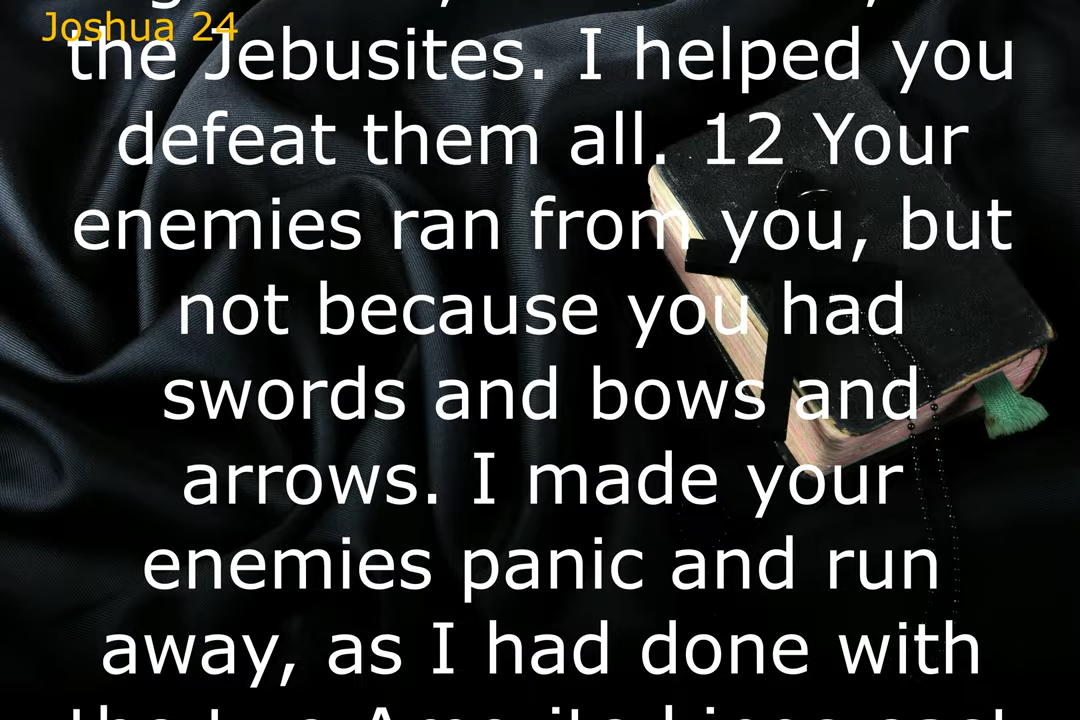 Joshua 24
the Jebusites. I helped you
defeat them all. 12 Your
enemies ran from you, but
not because you had
swords and bows and
arrows. I made your
enemies panic and run
away, as I had done with